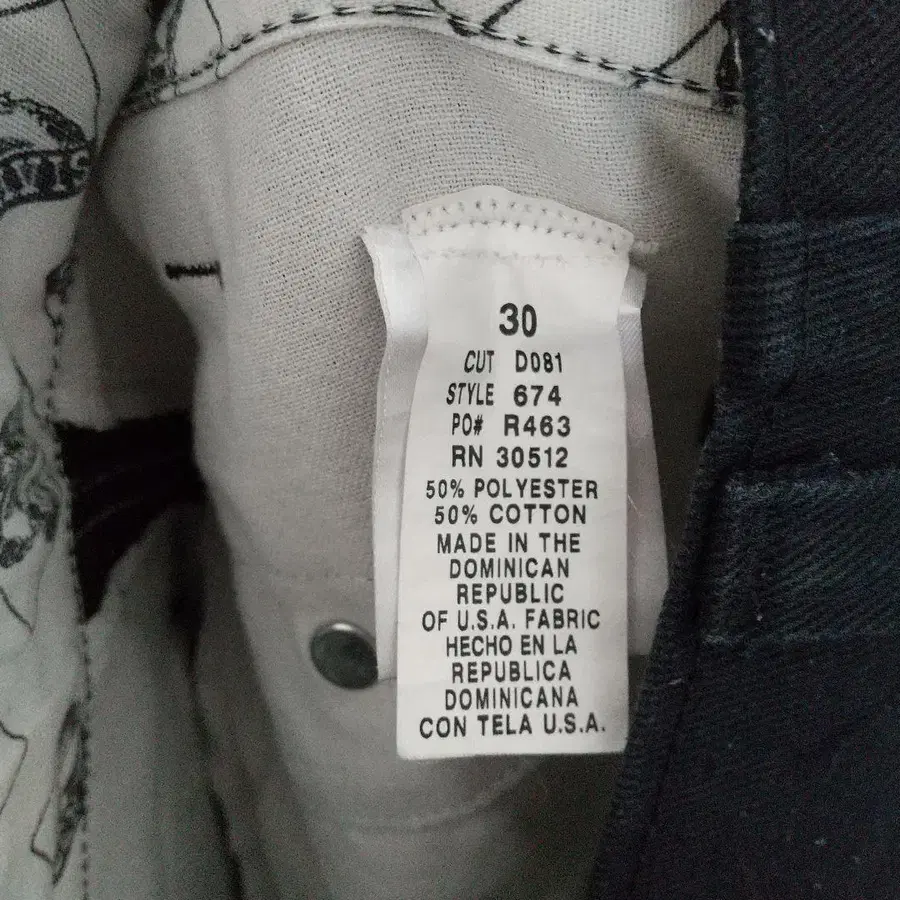 30
CUT D081
STYLE 674
PO# R463
RN 30512
50% POLYESTER
50% COTTON
MADE IN THE
DOMINICAN
REPUBLIC
OF U.S.A. FABRIC
HECHO EN LA
REPUBLICA
DOMINICANA
CON TELA U.S.A.